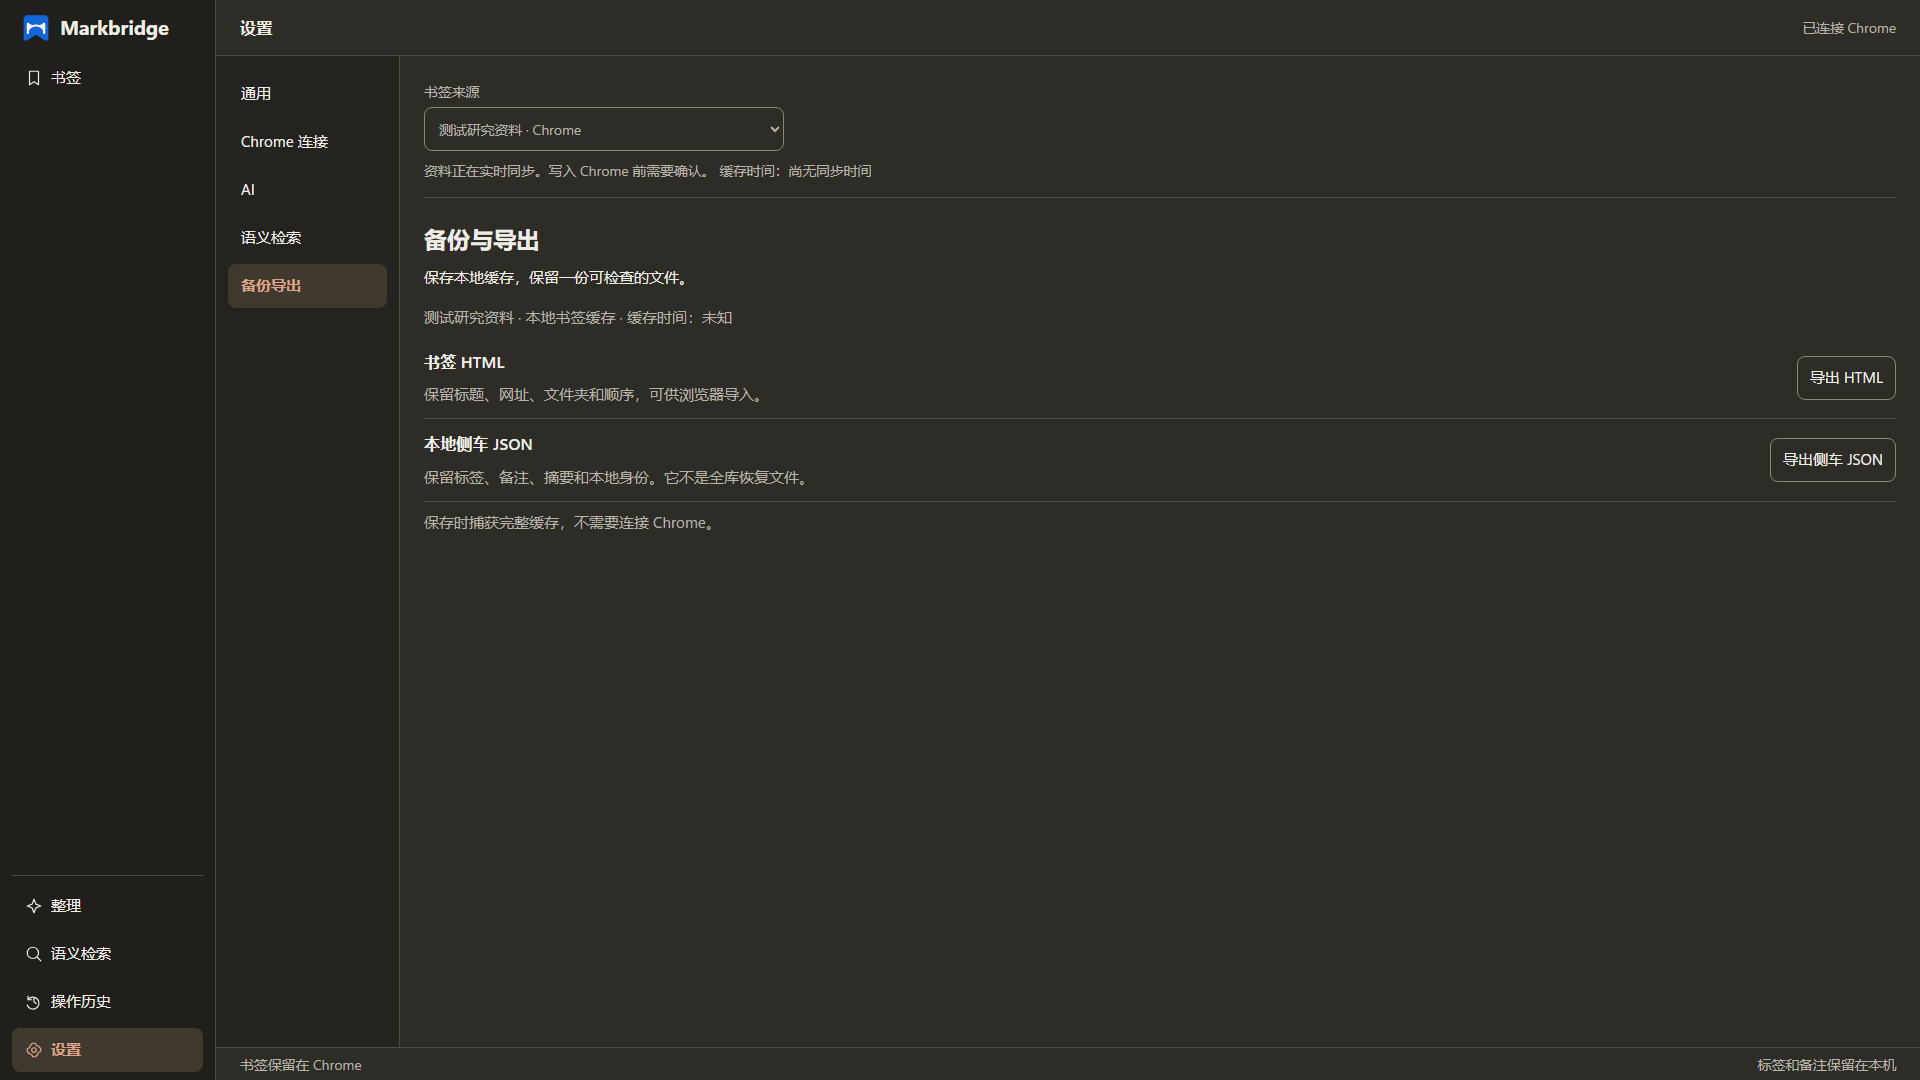 Markbridge
书签
整理
语义检索
操作历史
设置
设置
已连接 Chrome
通用
Chrome 连接
AI
语义检索
备份导出
书签来源
测试研究资料 · Chrome
资料正在实时同步。写入 Chrome 前需要确认。 缓存时间：尚无同步时间
备份与导出
保存本地缓存，保留一份可检查的文件。
测试研究资料 · 本地书签缓存 · 缓存时间：未知
书签 HTML
保留标题、网址、文件夹和顺序，可供浏览器导入。
导出 HTML
本地侧车 JSON
保留标签、备注、摘要和本地身份。它不是全库恢复文件。
导出侧车 JSON
保存时捕获完整缓存，不需要连接 Chrome。
书签保留在 Chrome
标签和备注保留在本机